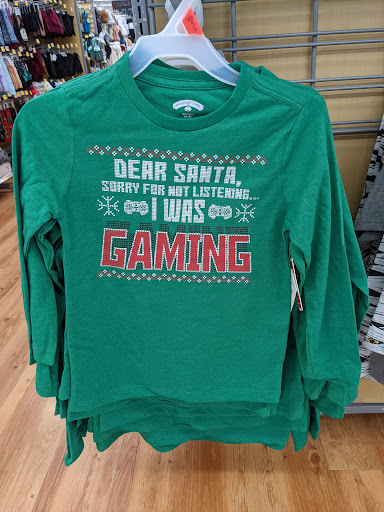 DEAR SANTA,
SORRY FOR NOT LISTENING...
I WAS
GAMING